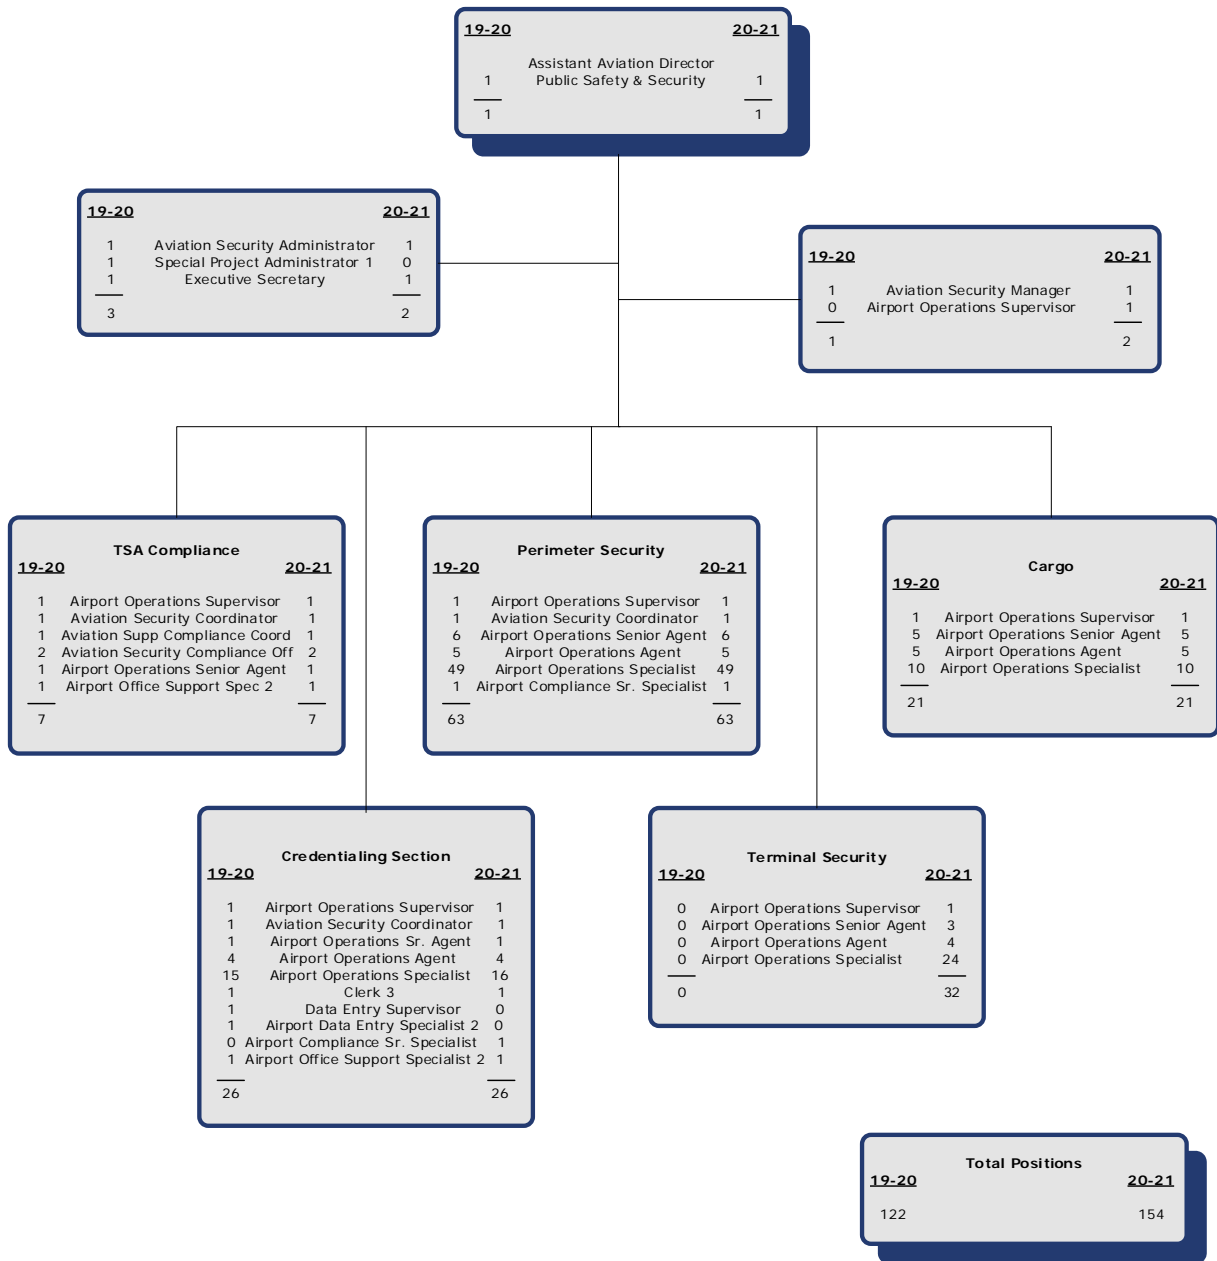 19-20 20-21
Assistant Aviation Director
1 Public Safety & Security 1
1 1
19-20 20-21
1 Aviation Security Administrator 1
1 Special Project Administrator 1 0
1 Executive Secretary 1
3 2
19-20 20-21
1 Aviation Security Manager 1
0 Airport Operations Supervisor 1
1 2
TSA Compliance
19-20 20-21
1 Airport Operations Supervisor 1
1 Aviation Security Coordinator 1
1 Aviation Supp Compliance Coord 1
2 Aviation Security Compliance Off 2
1 Airport Operations Senior Agent 1
1 Airport Office Support Spec 2 1
7 7
Perimeter Security
19-20 20-21
1 Airport Operations Supervisor 1
1 Aviation Security Coordinator 1
6 Airport Operations Senior Agent 6
5 Airport Operations Agent 5
49 Airport Operations Specialist 49
1 Airport Compliance Sr. Specialist 1
63 63
Cargo
19-20 20-21
1 Airport Operations Supervisor 1
5 Airport Operations Senior Agent 5
5 Airport Operations Agent 5
10 Airport Operations Specialist 10
21 21
Credentialing Section
19-20 20-21
1 Airport Operations Supervisor 1
1 Aviation Security Coordinator 1
1 Airport Operations Sr. Agent 1
4 Airport Operations Agent 4
15 Airport Operations Specialist 16
1 Clerk 3 1
1 Data Entry Supervisor 0
1 Airport Data Entry Specialist 2 0
0 Airport Compliance Sr. Specialist 1
1 Airport Office Support Specialist 2 1
26 26
Terminal Security
19-20 20-21
0 Airport Operations Supervisor 1
0 Airport Operations Senior Agent 3
0 Airport Operations Agent 4
0 Airport Operations Specialist 24
0 32
Total Positions
19-20 20-21
122 154